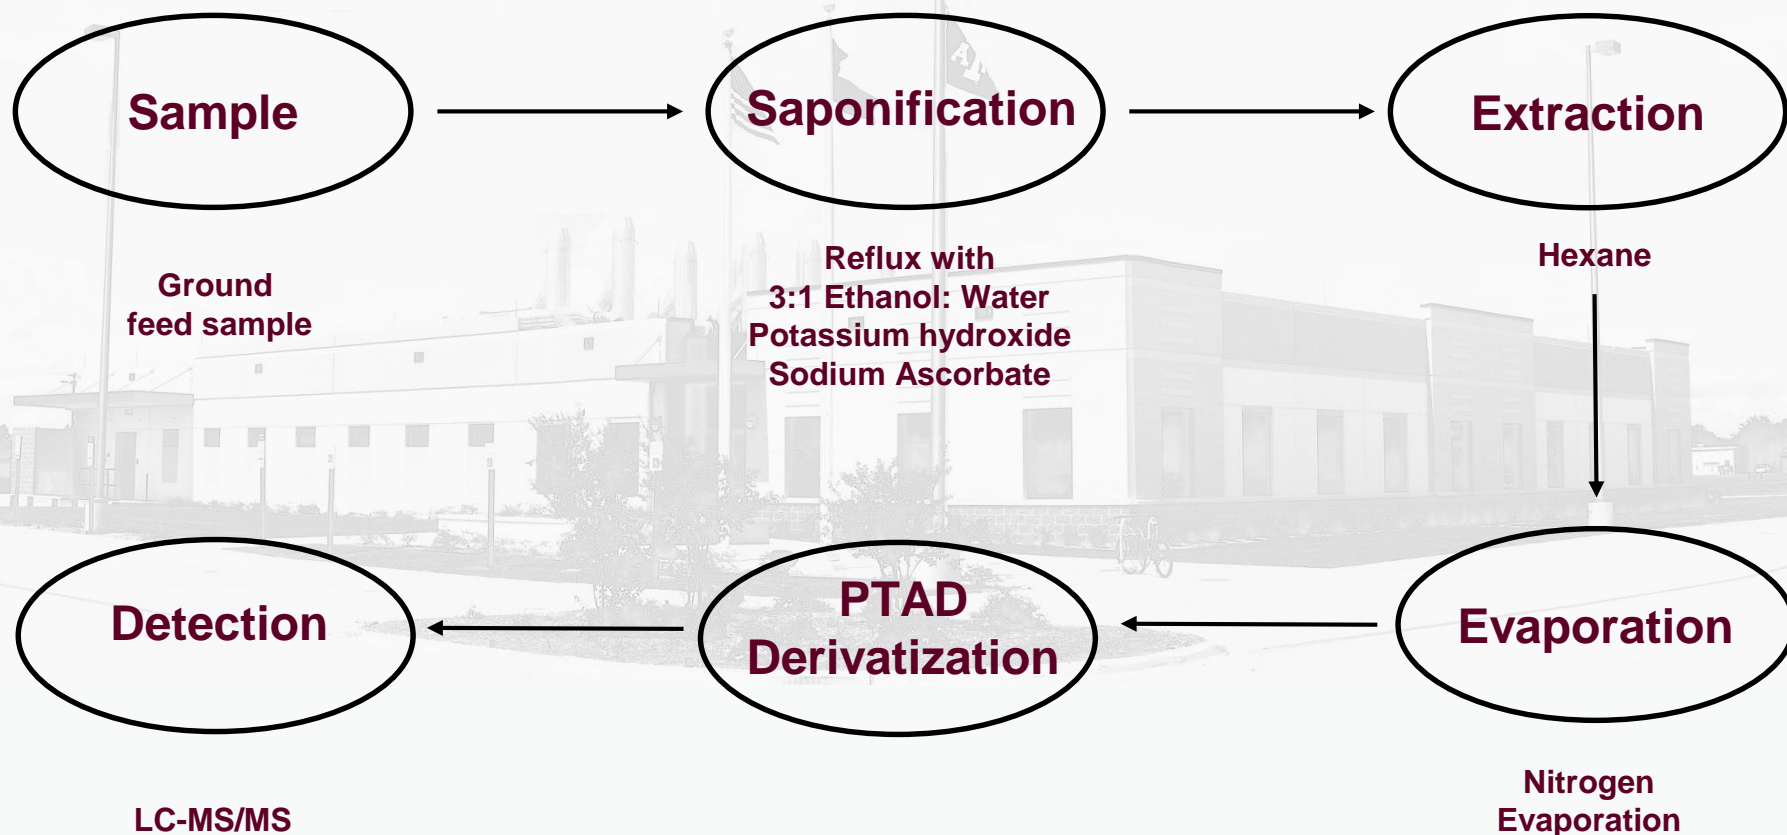 Sample
Saponification
Extraction
Ground
feed sample
Reflux with
3:1 Ethanol: Water
Potassium hydroxide
Sodium Ascorbate
Hexane
Detection
PTAD
Derivatization
Evaporation
LC-MS/MS
Nitrogen
Evaporation